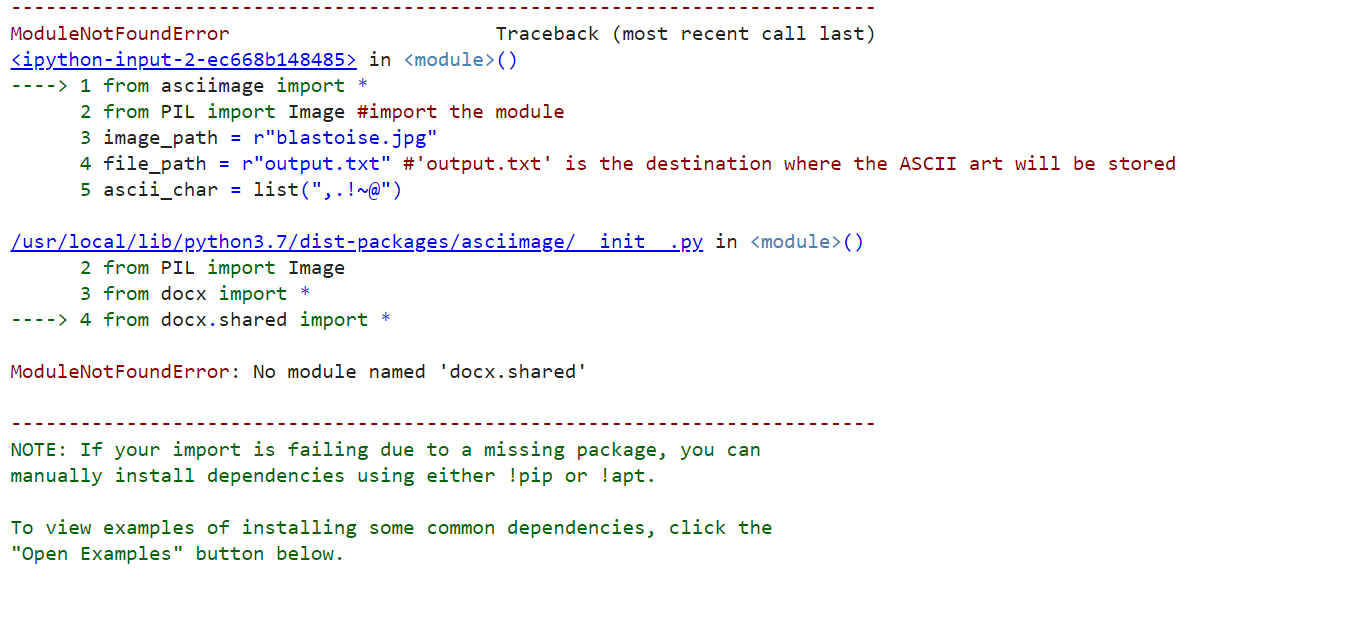 ---------------------------------------------------------------------------
ModuleNotFoundError                       Traceback (most recent call last)
<ipython-input-2-ec668b148485> in <module>()
----> 1 from asciimage import *
      2 from PIL import Image #import the module
      3 image_path = r"blastoise.jpg"
      4 file_path = r"output.txt" #'output.txt' is the destination where the ASCII art will be stored
      5 ascii_char = list(",.!~@")

/usr/local/lib/python3.7/dist-packages/asciimage/__init__.py in <module>()
      2 from PIL import Image
      3 from docx import *
----> 4 from docx.shared import *

ModuleNotFoundError: No module named 'docx.shared'

---------------------------------------------------------------------------
NOTE: If your import is failing due to a missing package, you can
manually install dependencies using either !pip or !apt.

To view examples of installing some common dependencies, click the
"Open Examples" button below.